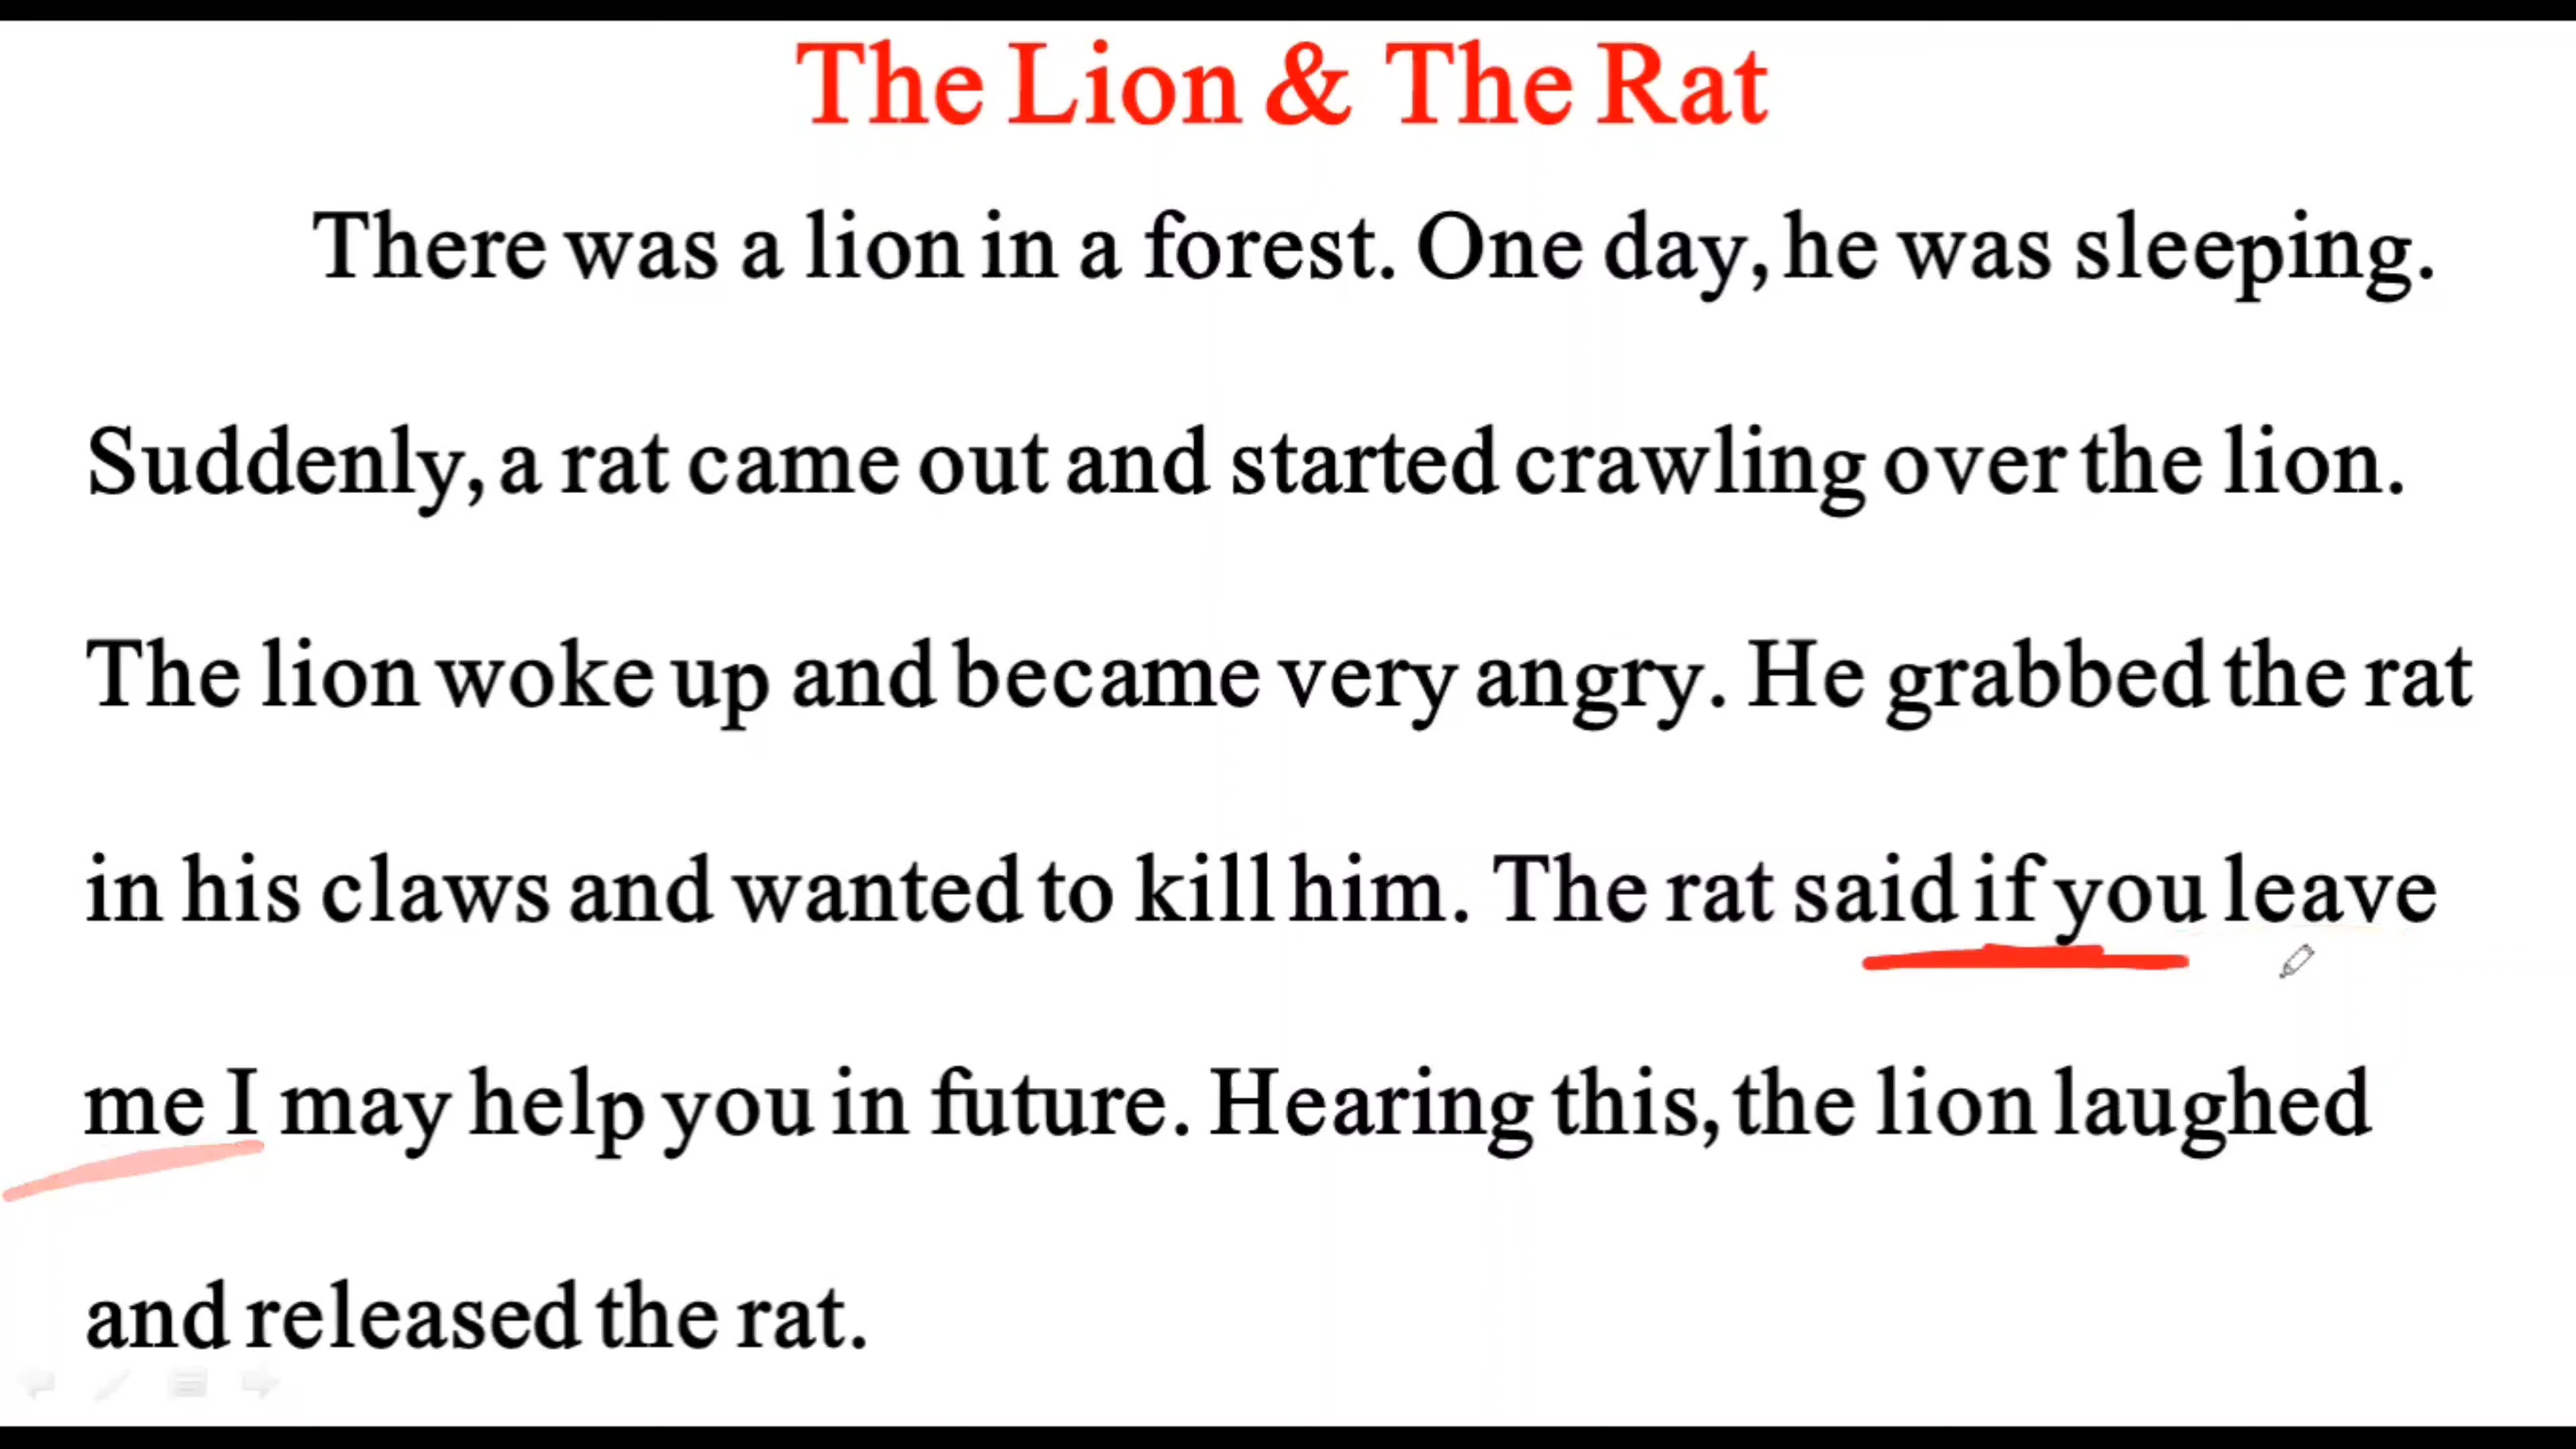 The Lion & The Rat
There was a lion in a forest. One day, he was sleeping.
Suddenly, a rat came out and started crawling over the lion.
The lion woke up and became very angry. He grabbed the rat
in his claws and wanted to kill him. The rat said if you leave
me I may help you in future. Hearing this, the lion laughed
and released the rat.